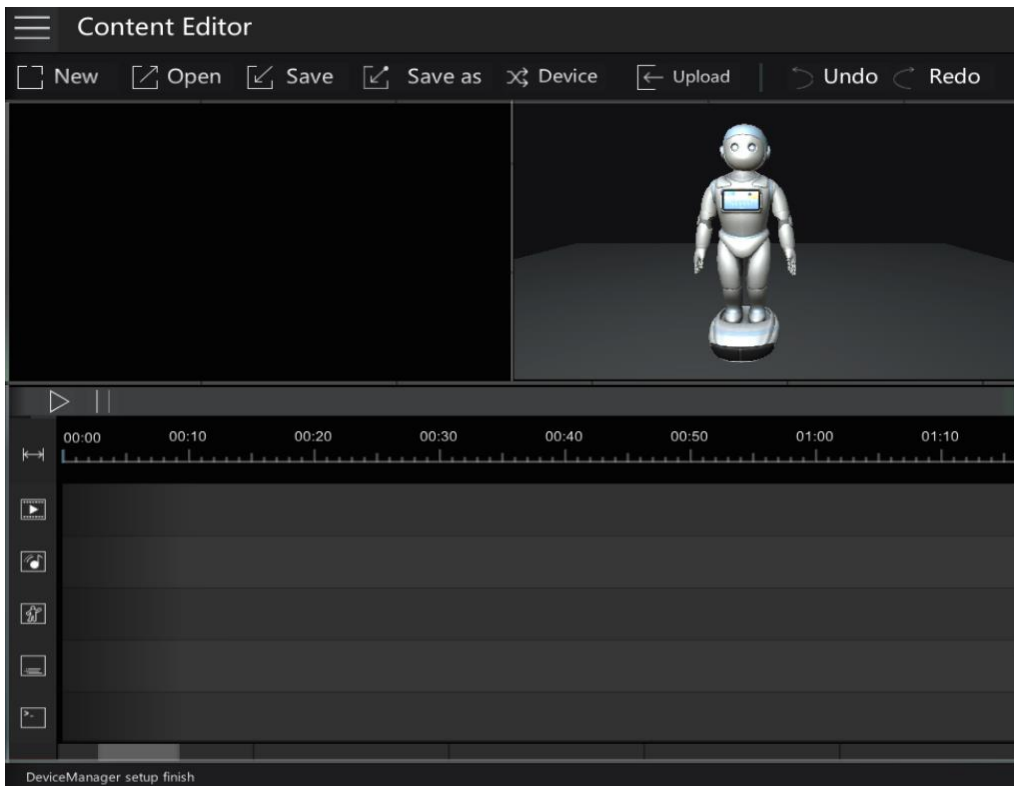 Content Editor
New Open Save Save as Device Upload Undo Redo
00:00 00:10 00:20 00:30 00:40 00:50 01:00 01:10
DeviceManager setup finish